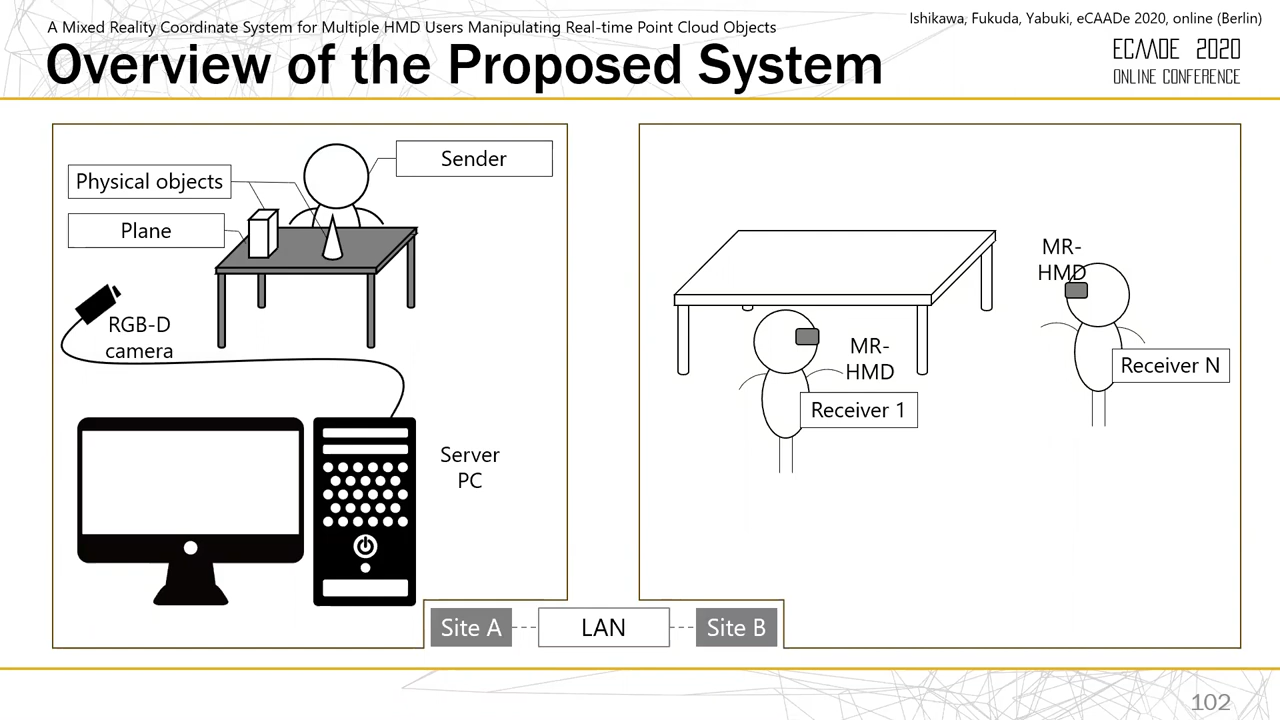 A Mixed Reality Coordinate System for Multiple HMD Users Manipulating Real-time Point Cloud Objects
Ishikawa, Fukuda, Yabuki, eCAADe 2020, online (Berlin)
Overview of the Proposed System
ECAADE 2020
ONLINE CONFERENCE
Sender
Physical objects
Plane
RGB-D
camera
Server
PC
MR-
HMD
Receiver N
MR-
HMD
Receiver 1
Site A
LAN
Site B
102